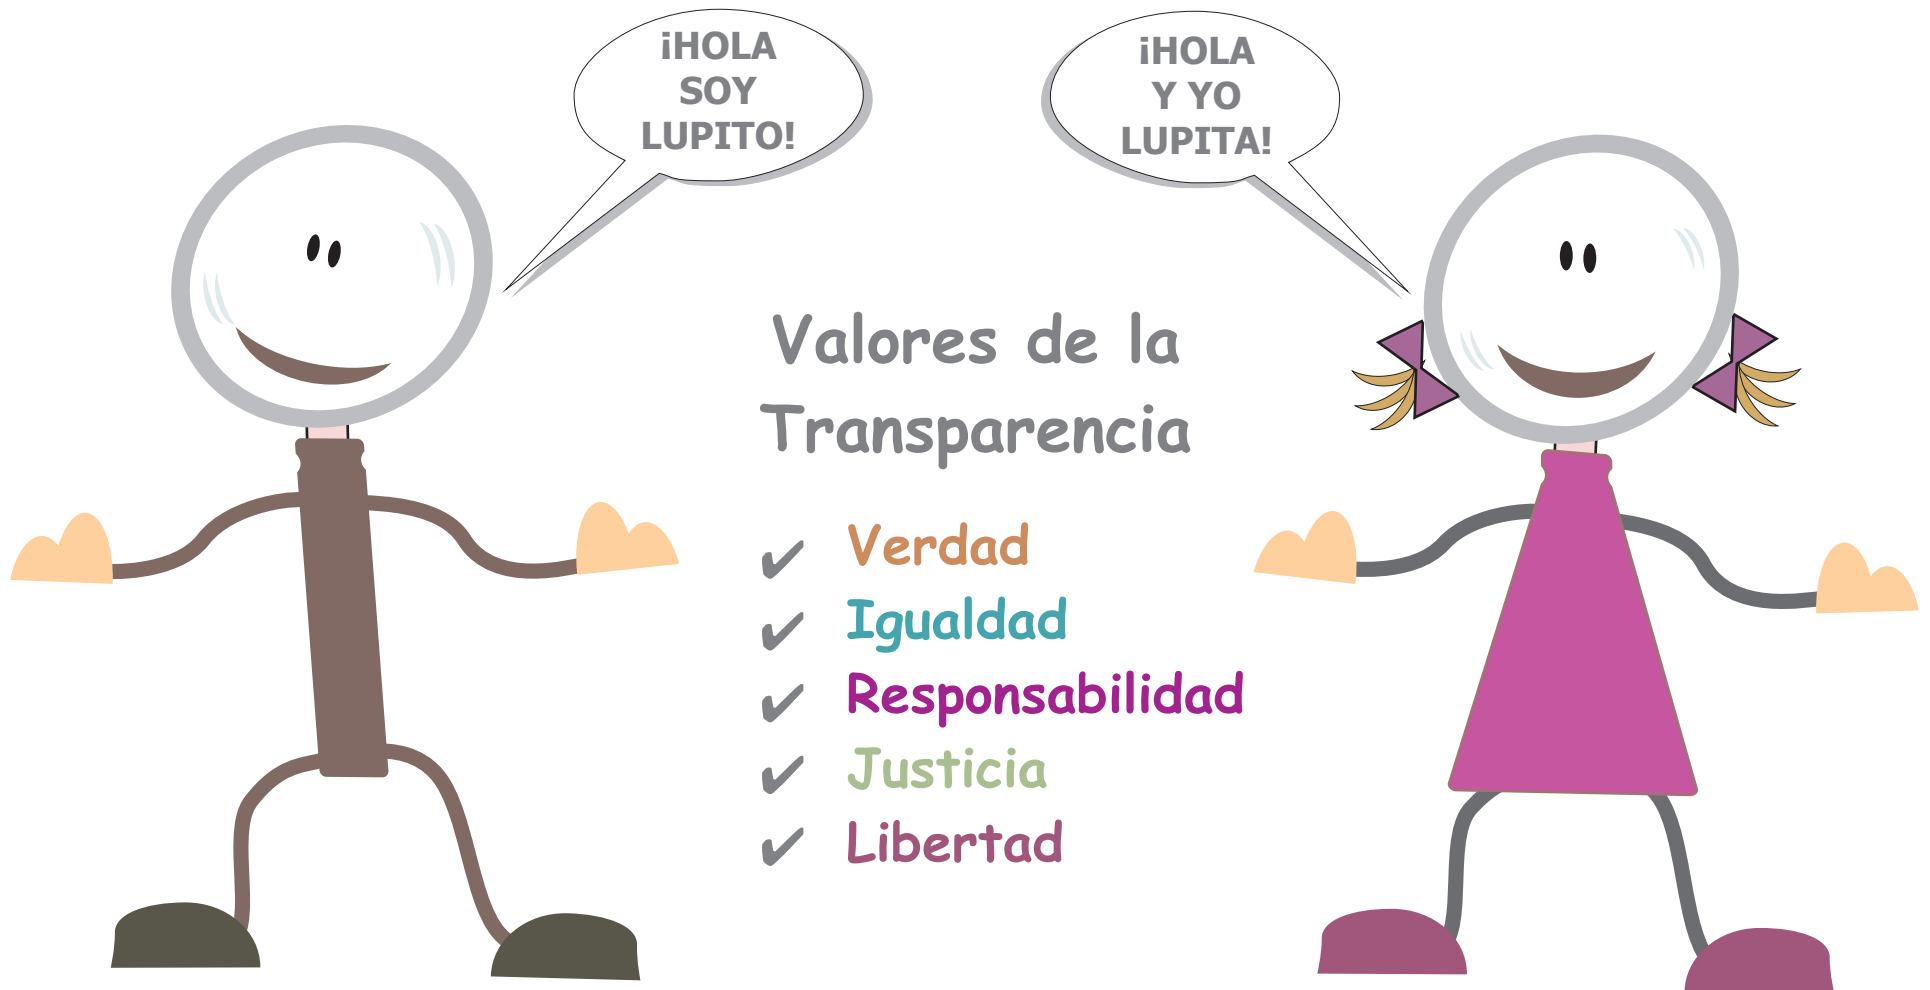 ¡HOLA
SOY
LUPITO!
¡HOLA
Y YO
LUPITA!
Valores de la
Transparencia
✔ Verdad
✔ Igualdad
✔ Responsabilidad
✔ Justicia
✔ Libertad